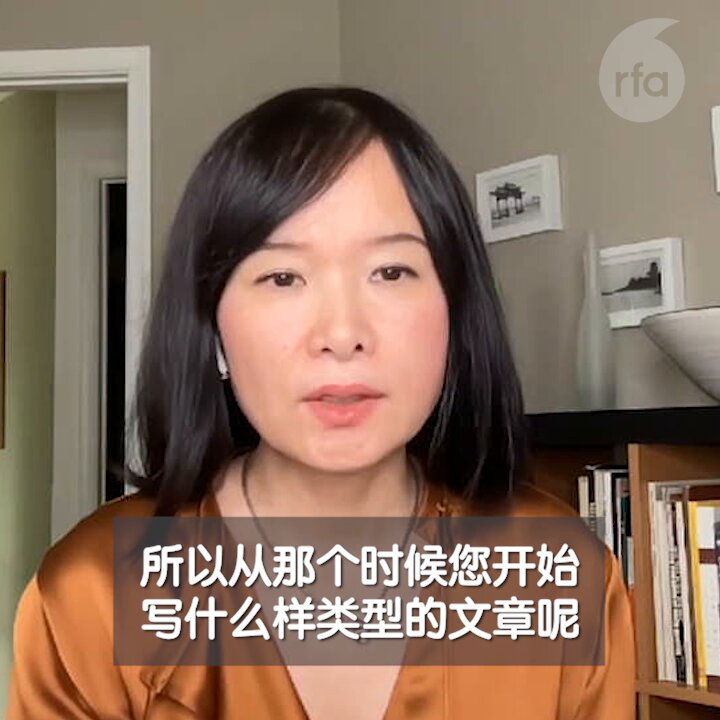 rfa
所以从那个时候您开始
写什么样类型的文章呢